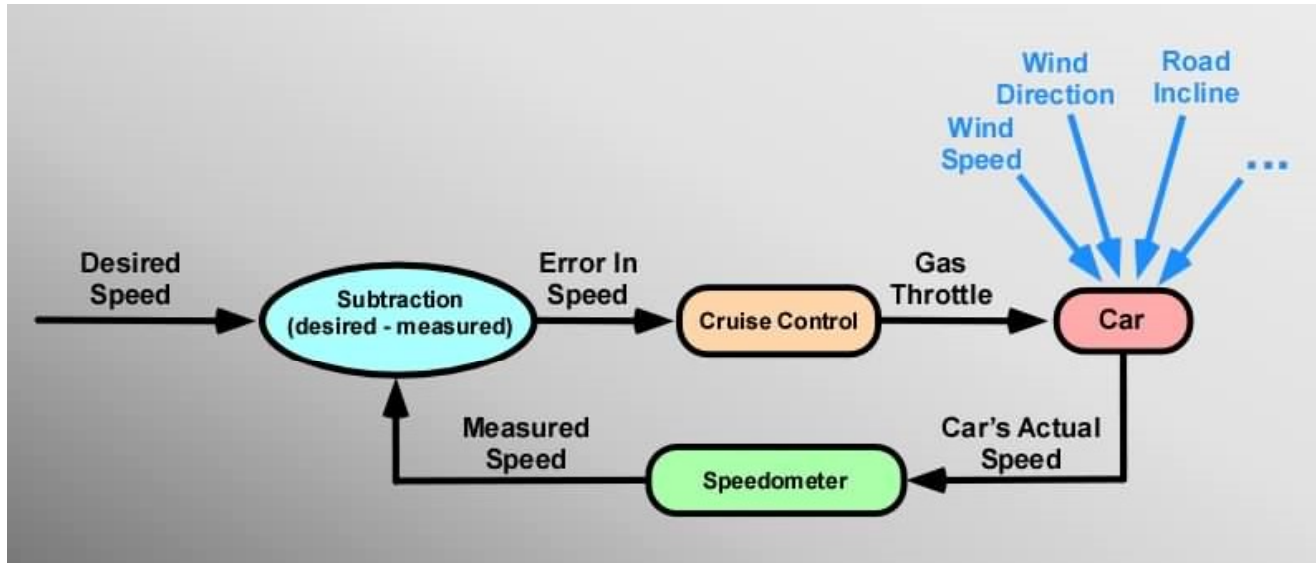 Wind
Direction
Road
Incline
Wind
Speed
...
Desired
Speed
Subtraction
(desired - measured)
Error In
Speed
Cruise Control
Gas
Throttle
Car
Measured
Speed
Speedometer
Car's Actual
Speed